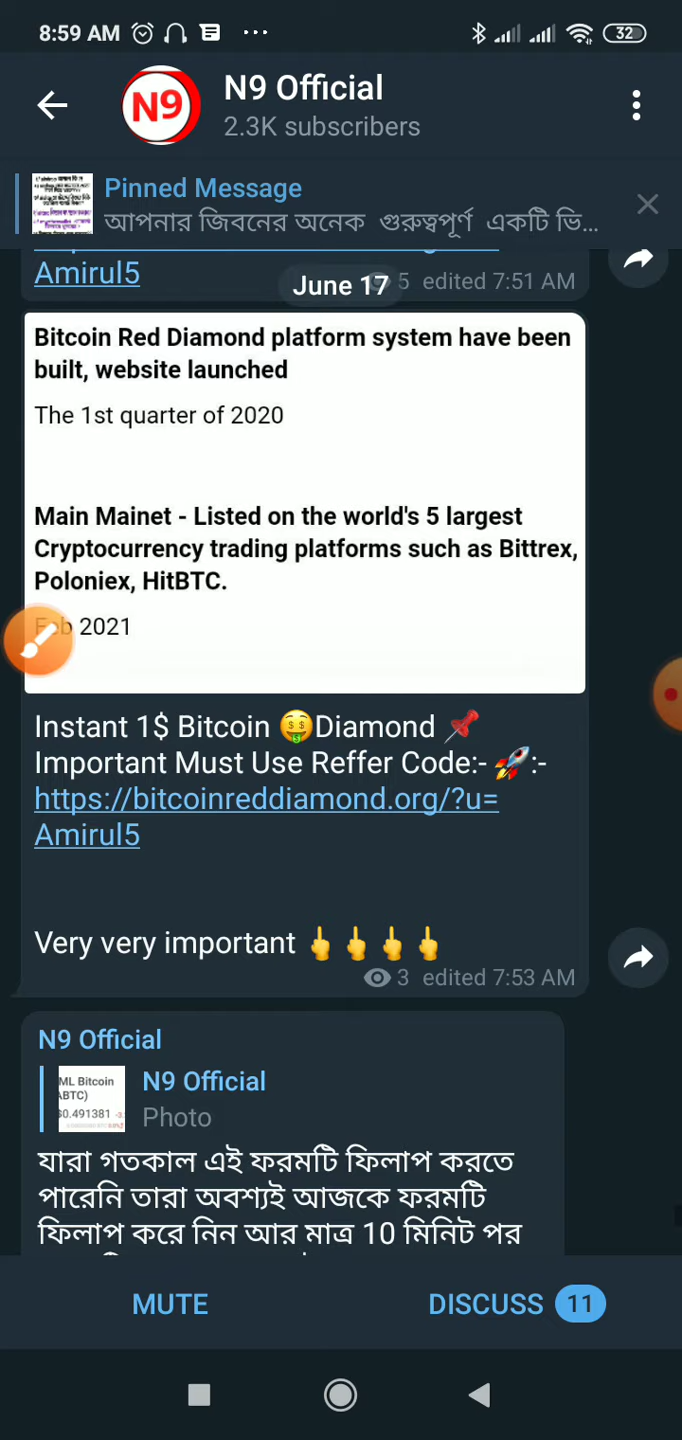 8:59 AM
32
N9
N9 Official
2.3K subscribers
Pinned Message
আপনার জিবনের অনেক গুরুত্বপূর্ণ একটি ভি...
Amirul5
5 edited 7:51 AM
June 17
Bitcoin Red Diamond platform system have been
built, website launched
The 1st quarter of 2020
Main Mainet - Listed on the world's 5 largest
Cryptocurrency trading platforms such as Bittrex,
Poloniex, HitBTC.
Feb 2021
Instant 1$ Bitcoin 🤑Diamond 📌
Important Must Use Reffer Code:- 🚀:-
https://bitcoinreddiamond.org/?u=
Amirul5
Very very important 🖕🖕🖕🖕
3 edited 7:53 AM
N9 Official
ML Bitcoin
ABTC)
$0.491381
N9 Official
Photo
যারা গতকাল এই ফরমটি ফিলাপ করতে
পারেনি তারা অবশ্যই আজকে ফরমটি
ফিলাপ করে নিন আর মাত্র 10 মিনিট পর
MUTE
DISCUSS 11